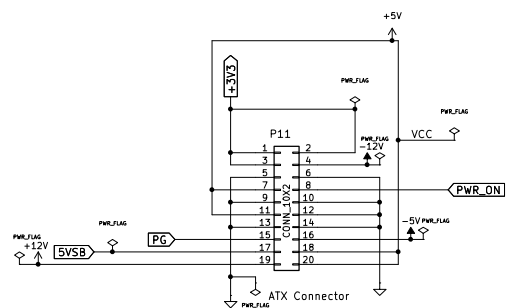 +5V
+3V3
PWR_FLAG
PWR_FLAG
P11
PWR_FLAG
-12V
VCC
1 2
3 4
5 6
7 8
9 10
11 12
13 14
15 16
17 18
19 20
CONN_10X2
PWR_ON
-5V PWR_FLAG
PG
PWR_FLAG
5VSB
PWR_FLAG
+12V
ATX Connector
PWR_FLAG